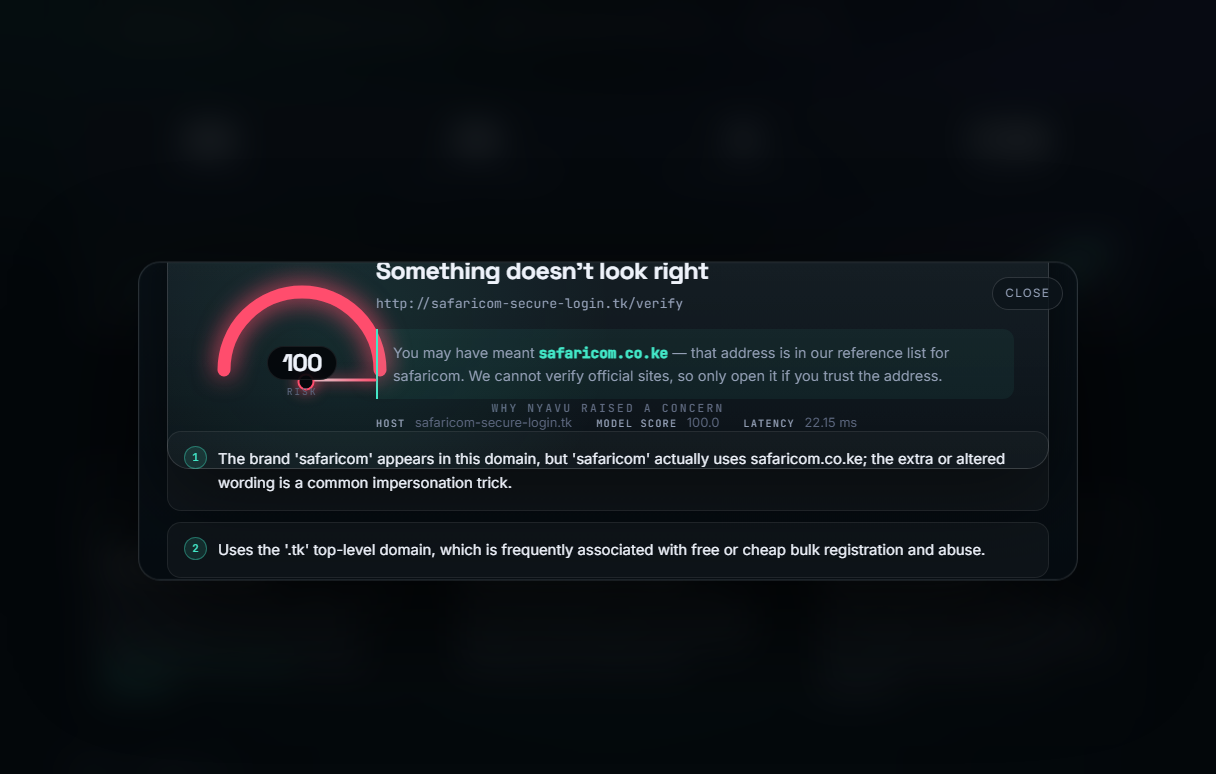 Something doesn't look right
CLOSE
http://safaricom-secure-login.tk/verify
You may have meant safaricom.co.ke — that address is in our reference list for
safaricom. We cannot verify official sites, so only open it if you trust the address.
100
RISK
WHY NYAVU RAISED A CONCERN
HOST safaricom-secure-login.tk MODEL SCORE 100.0 LATENCY 22.15 ms
1 The brand 'safaricom' appears in this domain, but 'safaricom' actually uses safaricom.co.ke; the extra or altered
wording is a common impersonation trick.
2 Uses the '.tk' top-level domain, which is frequently associated with free or cheap bulk registration and abuse.